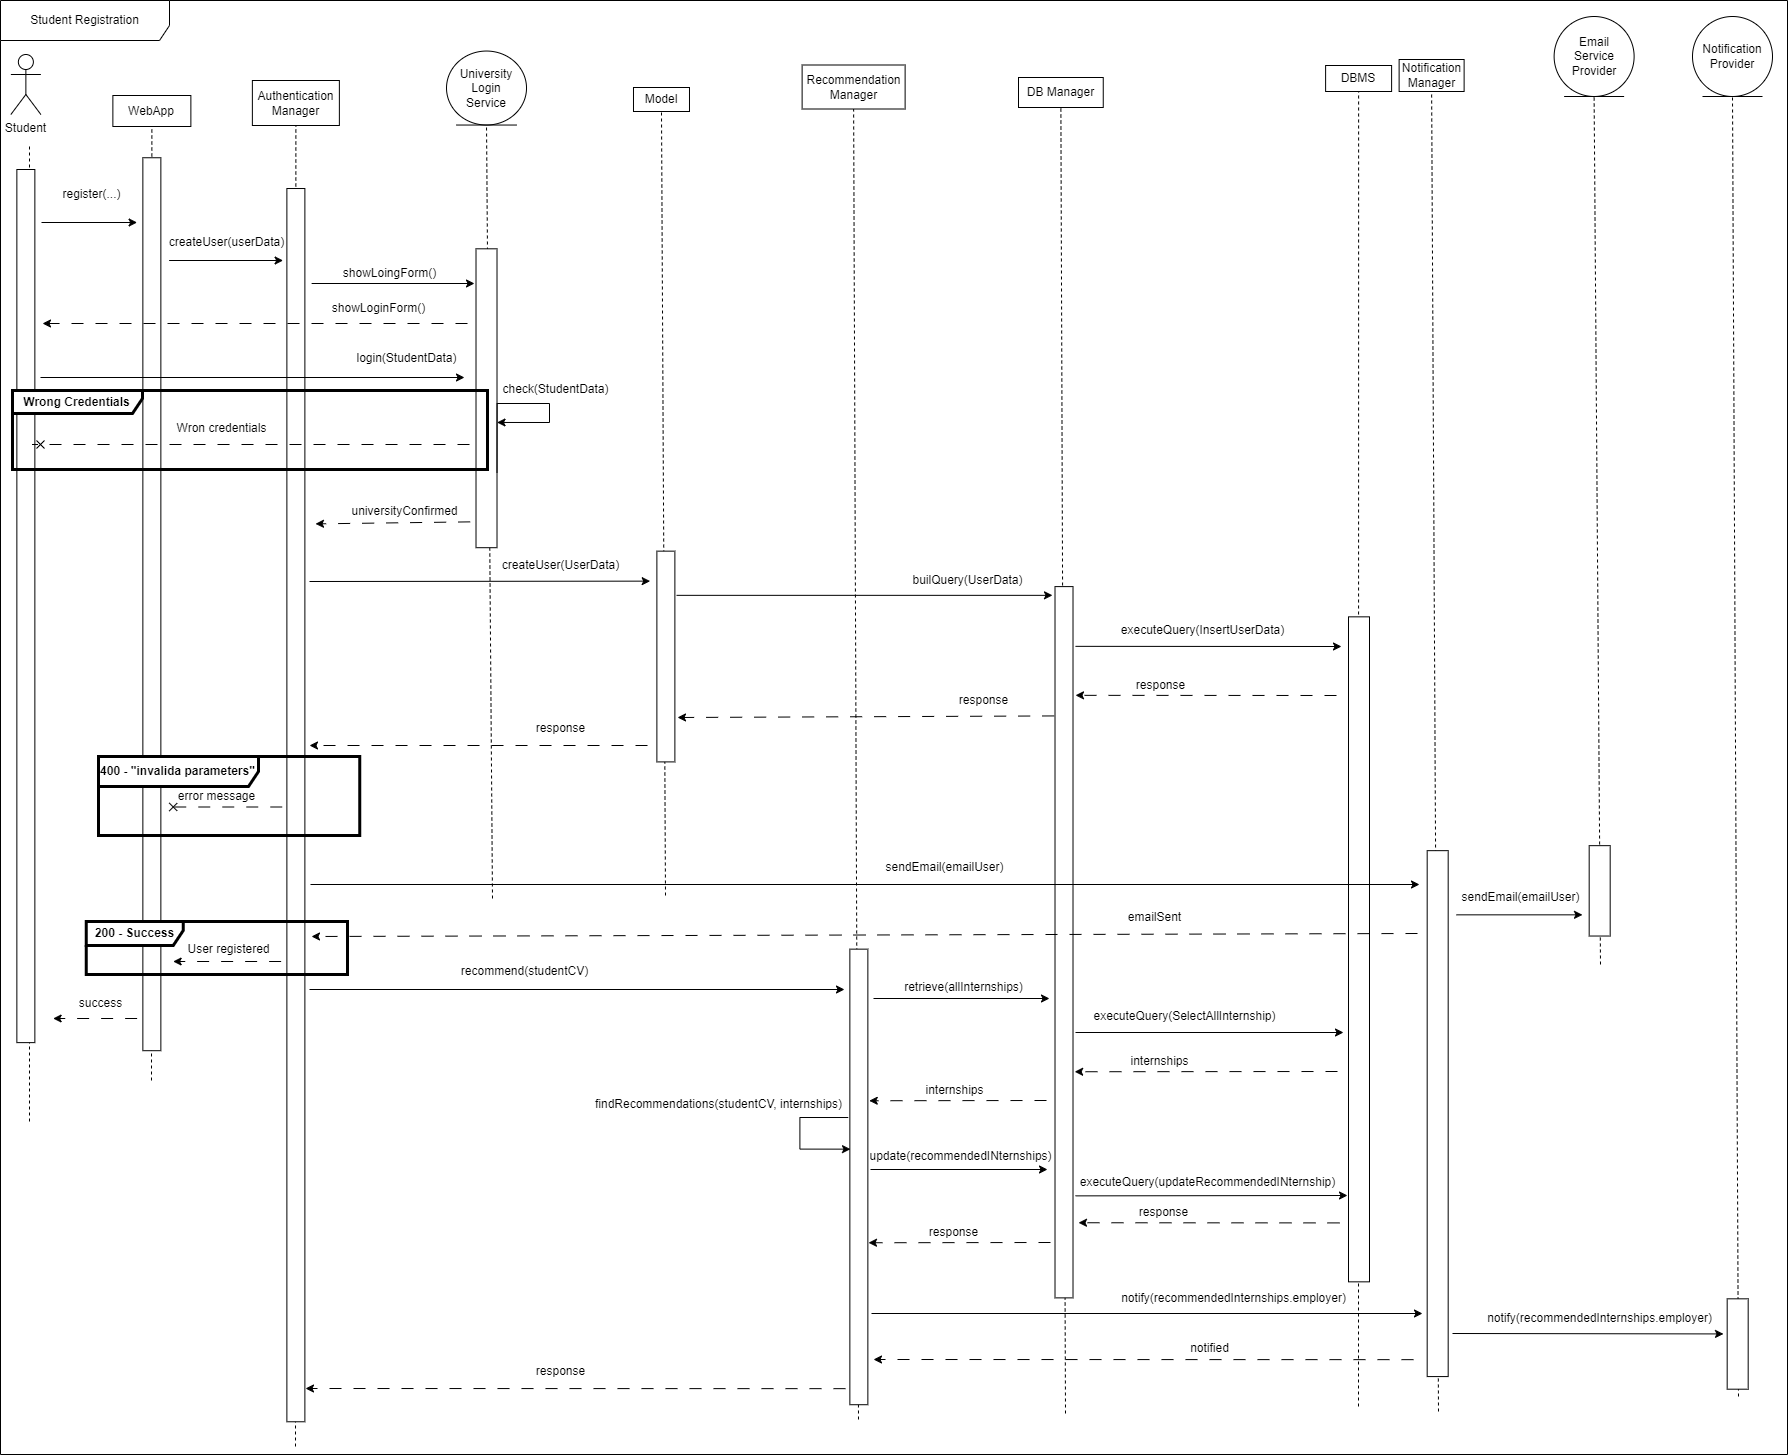 Student Registration
Student
WebApp
Authentication
Manager
University
Login
Service
Model
Recommendation
Manager
DB Manager
DBMS
Notification
Manager
Email
Service
Provider
Notification
Provider
register(...)
createUser(userData)
showLoingForm()
showLoginForm()
login(StudentData)
check(StudentData)
Wrong Credentials
Wron credentials
universityConfirmed
createUser(UserData)
builQuery(UserData)
executeQuery(InsertUserData)
response
response
response
400 - "invalida parameters"
error message
sendEmail(emailUser)
sendEmail(emailUser)
emailSent
200 - Success
User registered
recommend(studentCV)
retrieve(allInternships)
success
executeQuery(SelectAllInternship)
internships
internships
findRecommendations(studentCV, internships)
update(recommendedINternships)
executeQuery(updateRecommendedINternship)
response
response
notify(recommendedInternships.employer)
notify(recommendedInternships.employer)
notified
response